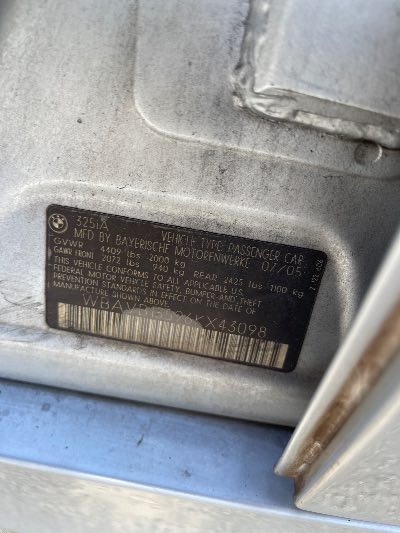 325iA VEHICLE TYPE: PASSENGER CAR
MFD BY BAYERISCHE MOTORENWERKE 07/05
GVWR 4409 lbs 2000 kg
GAWR FRONT 2072 lbs 940 kg REAR 2425 lbs 1100 kg
THIS VEHICLE CONFORMS TO ALL APPLICABLE U.S.
FEDERAL MOTOR VEHICLE SAFETY, BUMPER-AND THEFT
PREVENTION STANDARDS IN EFFECT ON THE DATE OF
MANUFACTURE SHOWN ABOVE.